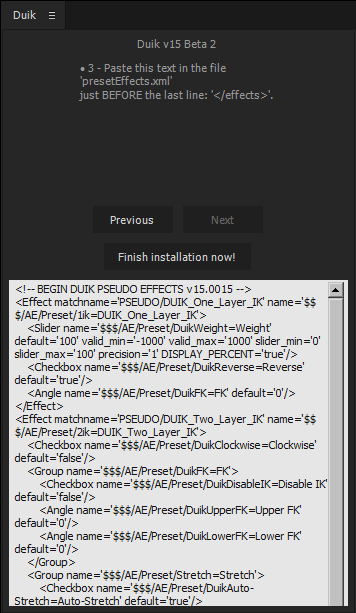 Duik ≡
Duik v15 Beta 2
• 3 - Paste this text in the file
'presetEffects.xml'
just BEFORE the last line: '</effects>'.
Previous
Next
Finish installation now!
<!-- BEGIN DUIK PSEUDO EFFECTS v15.0015 -->
<Effect matchname='PSEUDO/DUIK_One_Layer_IK' name='$$
$/AE/Preset/1ik=DUIK_One_Layer_IK'>
<Slider name='$$$/AE/Preset/DuikWeight=Weight'
default='100' valid_min='-1000' valid_max='1000' slider_min='0'
slider_max='100' precision='1' DISPLAY_PERCENT='true'/>
<Checkbox name='$$$/AE/Preset/DuikReverse=Reverse'
default='true'/>
<Angle name='$$$/AE/Preset/DuikFK=FK' default='0'/>
</Effect>
<Effect matchname='PSEUDO/DUIK_Two_Layer_IK' name='$$
$/AE/Preset/2ik=DUIK_Two_Layer_IK'>
<Checkbox name='$$$/AE/Preset/DuikClockwise=Clockwise'
default='false'/>
<Group name='$$$/AE/Preset/DuikFK=FK'>
<Checkbox name='$$$/AE/Preset/DuikDisableIK=Disable IK'
default='false'/>
<Angle name='$$$/AE/Preset/DuikUpperFK=Upper FK'
default='0'/>
<Angle name='$$$/AE/Preset/DuikLowerFK=Lower FK'
default='0'/>
</Group>
<Group name='$$$/AE/Preset/Stretch=Stretch'>
<Checkbox name='$$$/AE/Preset/DuikAuto-
Stretch=Auto-Stretch' default='true'/>